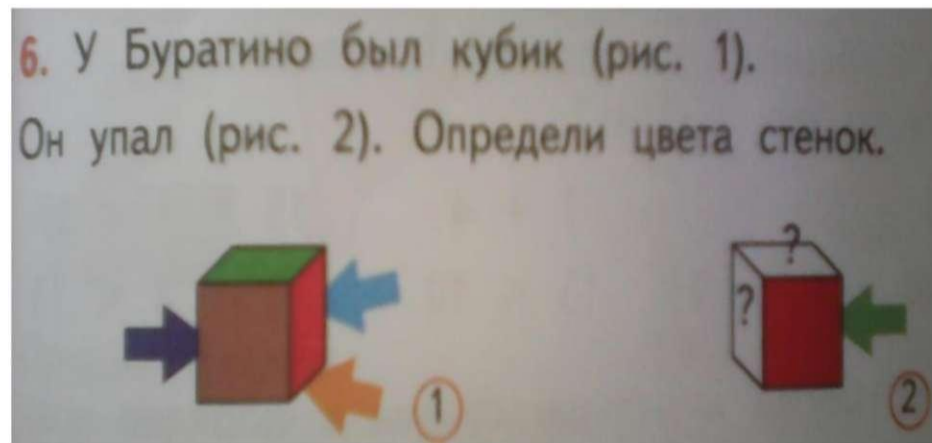 6. У Буратино был кубик (рис. 1).
Он упал (рис. 2). Определи цвета стенок.
?
?
1
2